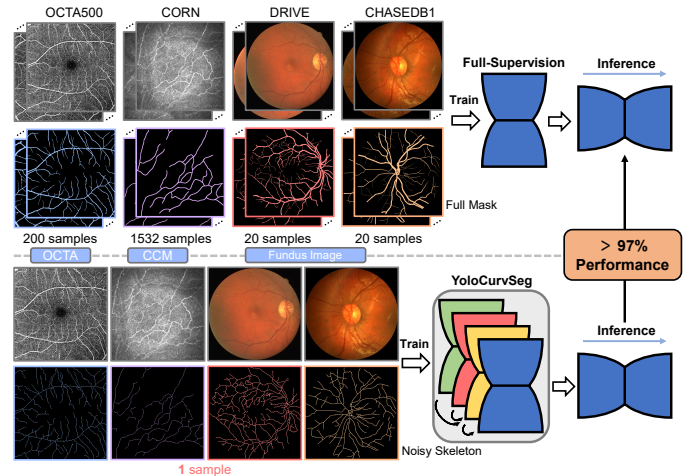 OCTA500 CORN DRIVE CHASEDB1
Full-Supervision
Inference
Train
Full Mask
200 samples 1532 samples 20 samples 20 samples
OCTA CCM Fundus Image
> 97%
Performance
YoloCurvSeg
Inference
Train
Noisy Skeleton
1 sample